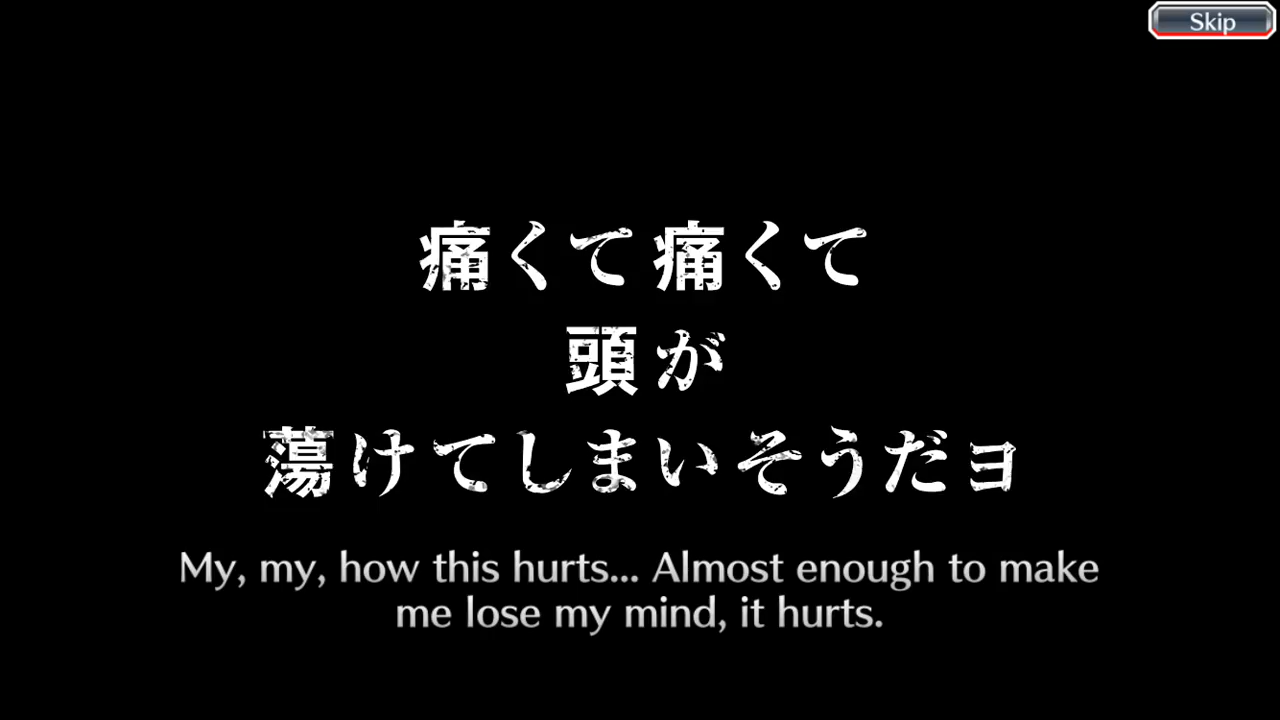 Skip
痛くて痛くて
頭が
蕩けてしまいそうだヨ
My, my, how this hurts... Almost enough to make
me lose my mind, it hurts.